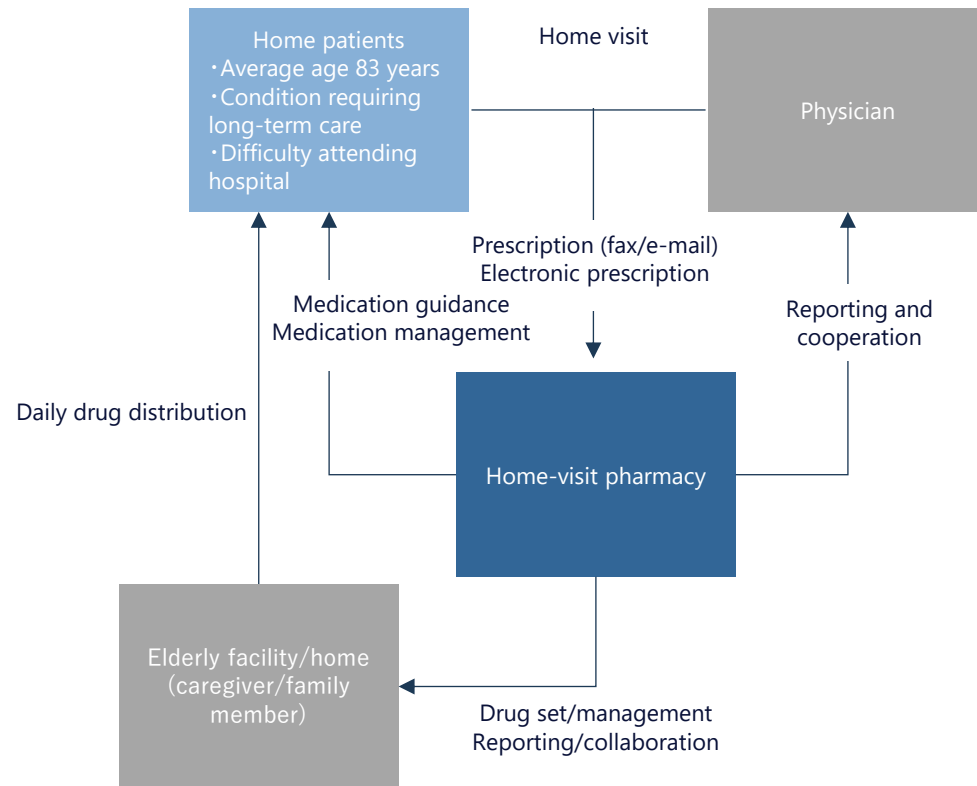 Home patients
・Average age 83 years
・Condition requiring
long-term care
・Difficulty attending
hospital
Home visit
Physician
Prescription (fax/e-mail)
Electronic prescription
Medication guidance
Medication management
Reporting and
cooperation
Daily drug distribution
Home-visit pharmacy
Elderly facility/home
(caregiver/family
member)
Drug set/management
Reporting/collaboration